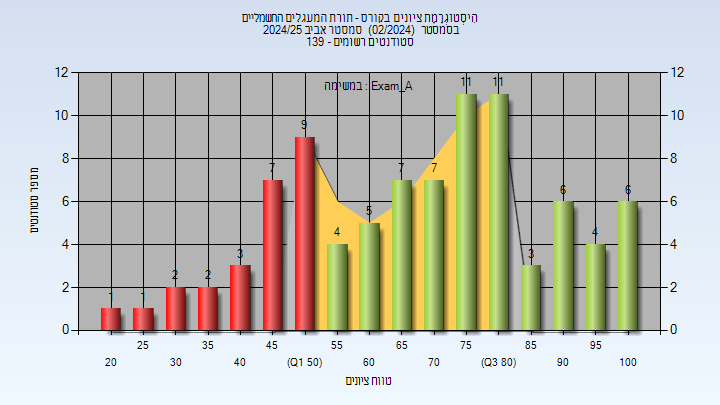 היסטוגרמת ציונים בקורס - תורת המעגלים החשמליים
בסמסטר (02/2024) סמסטר אביב 2024/25
סטודנטים רשומים - 139
במשימה : Exam_A
מספר סטודנטים
12 12
10 10
8 8
6 6
4 4
2 2
0 0
1 1 2 2 3 7 9 4 5 7 7 11 11 3 6 4 6
25 35 45 55 65 75 85 95
20 30 40 (Q1 50) 60 70 (Q3 80) 90 100
טווח ציונים